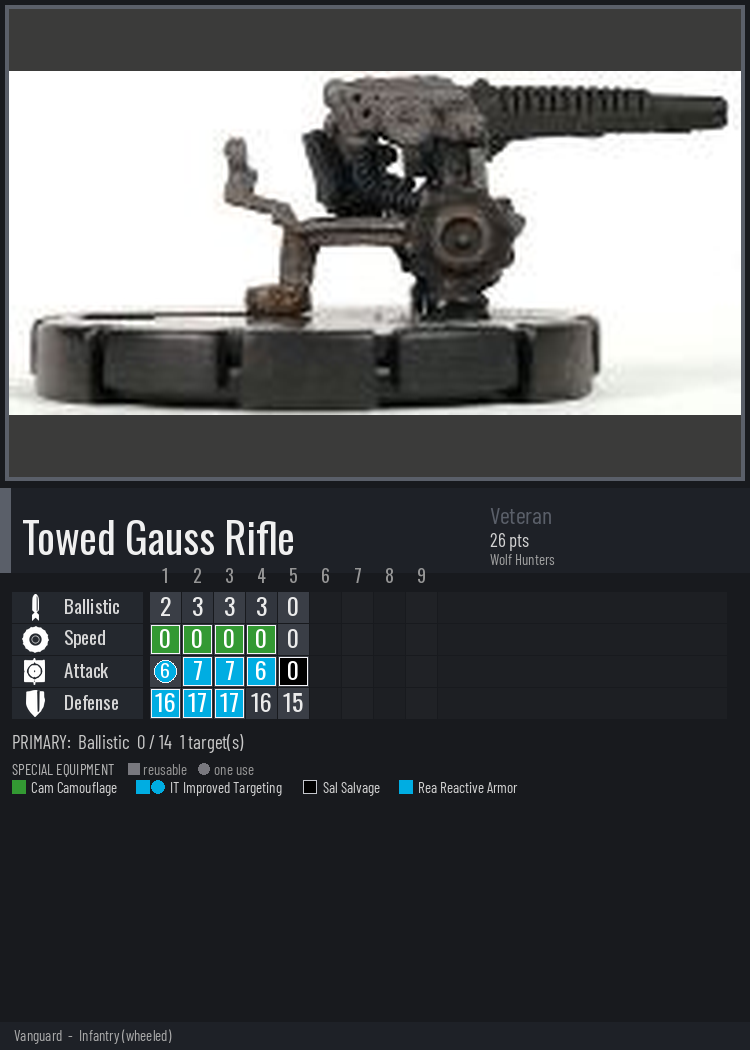 Towed Gauss Rifle
Veteran
26 pts
Wolf Hunters
1 2 3 4 5 6 7 8 9
Ballistic 2 3 3 3 0
Speed 0 0 0 0 0
Attack 6 7 7 6 0
Defense 16 17 17 16 15
PRIMARY: Ballistic 0 / 14 1 target(s)
SPECIAL EQUIPMENT reusable one use
Cam Camouflage IT Improved Targeting Sal Salvage Rea Reactive Armor
Vanguard - Infantry (wheeled)